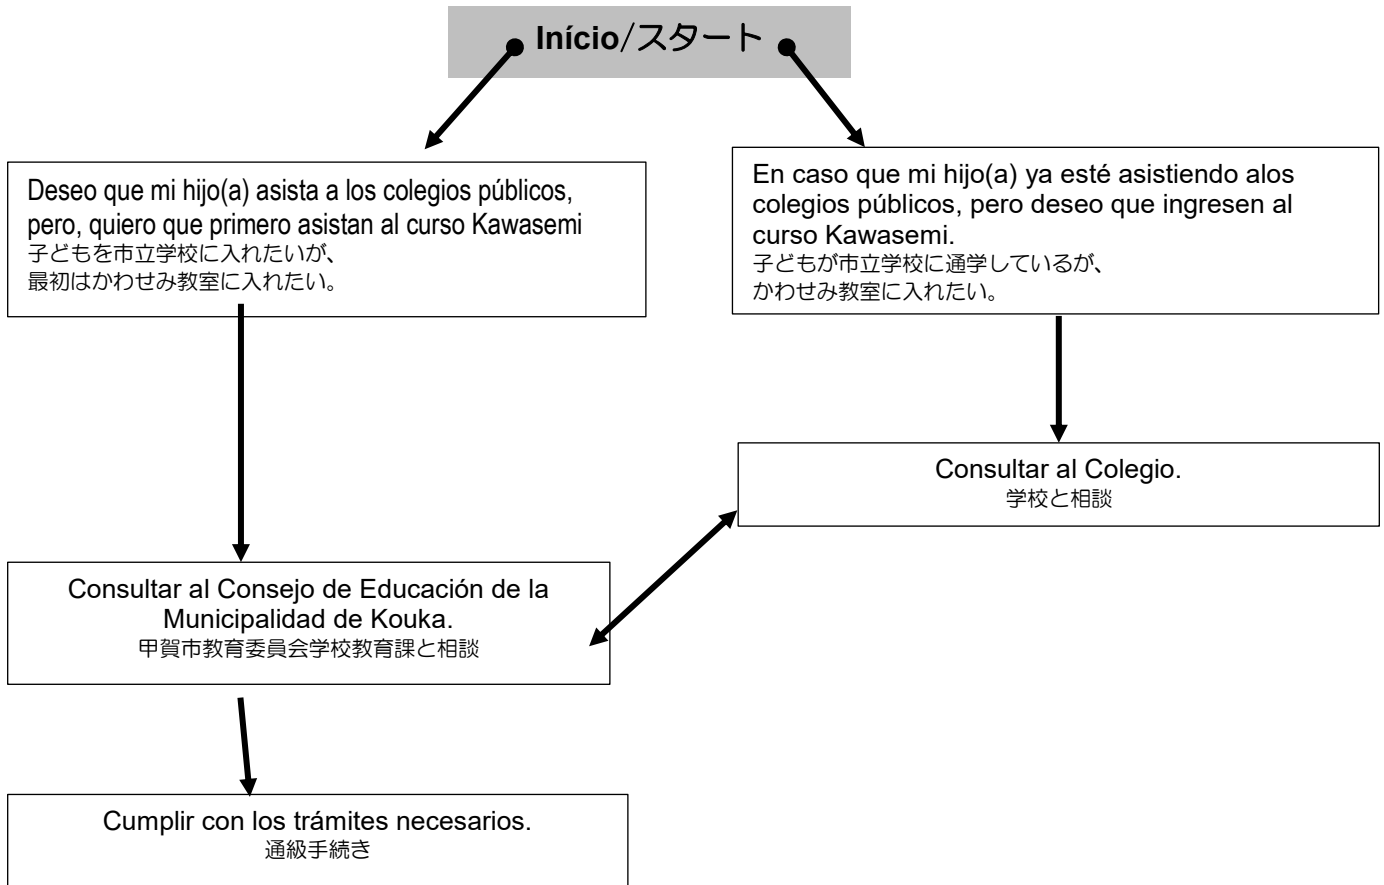 Início/スタート
Deseo que mi hijo(a) asista a los colegios públicos,
pero, quiero que primero asistan al curso Kawasemi
子どもを市立学校に入れたいが、
最初はかわせみ教室に入れたい。
En caso que mi hijo(a) ya esté asistiendo alos
colegios públicos, pero deseo que ingresen al
curso Kawasemi.
子どもが市立学校に通学しているが、
かわせみ教室に入れたい。
Consultar al Colegio.
学校と相談
Consultar al Consejo de Educación de la
Municipalidad de Kouka.
甲賀市教育委員会学校教育課と相談
Cumplir con los trámites necesarios.
通級手続き